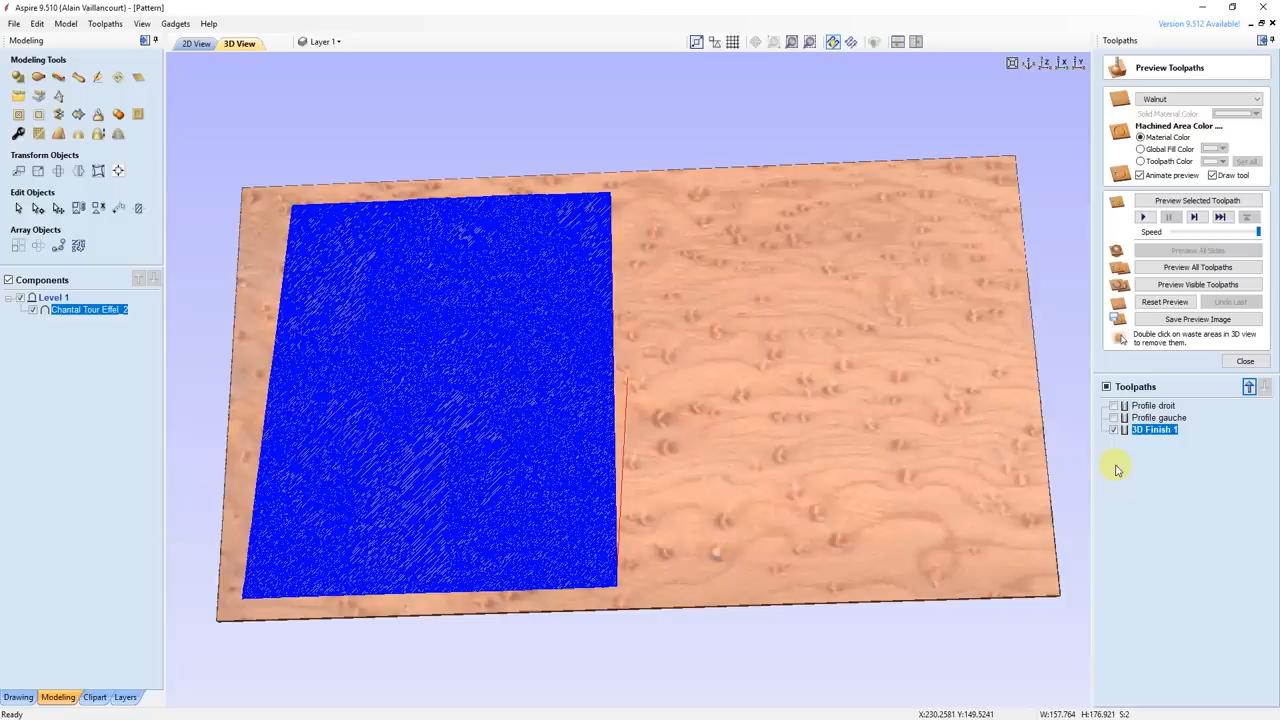 Aspire 9.510 (Alain Vaillancourt) - [Pattern]
File Edit Model Toolpaths View Gadgets Help
Version 9.512 Available!
Modeling
2D View 3D View Layer 1
Toolpaths
Modeling Tools
Transform Objects
Edit Objects
Array Objects
Components
Level 1
Chantal Tour Effel_2
Preview Toolpaths
Walnut
Solid Material Color
Machined Area Color ....
Material Color
Global Fill Color
Toolpath Color Set all
Animate preview Draw tool
Preview Selected Toolpath
Speed
Preview All Sides
Preview All Toolpaths
Preview Visible Toolpaths
Reset Preview Undo Last
Save Preview Image
Double click on waste areas in 3D view
to remove them.
Close
Toolpaths
Profile droit
Profile gauche
3D Finish 1
Drawing Modeling Clipart Layers
Ready
X:230.2581 Y:149.5241 W:157.764 H:176.921 S:2